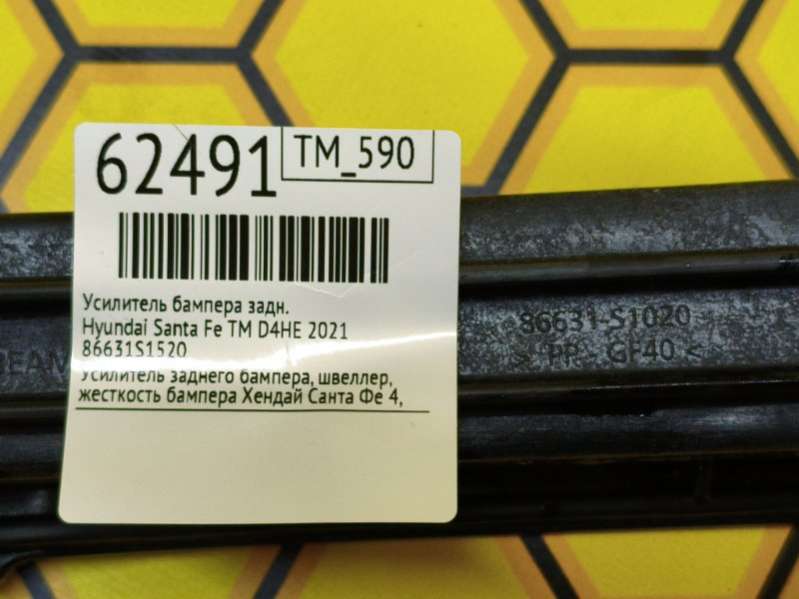 62491
TM_590
Усилитель бампера задн.
Hyundai Santa Fe TM D4HE 2021
86631S1520
Усилитель заднего бампера, швеллер,
жесткость бампера Хендай Санта Фе 4,
BEAM
86631-S1020
> PP - GF40 <